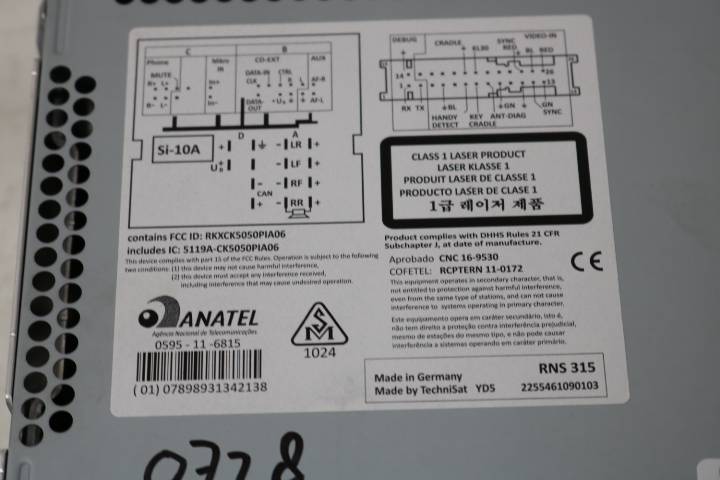 C
B
Phone
Mikro IN
CD-EXT
AUX
MUTE
DATA-IN
CTRL
CLK
R
L
AF-R
R+ L+
In+
R- L-
In-
DATA-OUT
AF-L
D
A
Si-10A
+
LR +
LF +
RF +
CAN
RR +
DEBUG
CRADLE
KL30
SYNC
RED
VIDEO-IN
BL RED
14
26
1
13
RX TX
+BL
+GN
GN
SYNC
HANDY DETECT
KEY CRADLE
ANT-DIAG
CLASS 1 LASER PRODUCT
LASER KLASSE 1
PRODUIT LASER DE CLASSE 1
PRODUCTO LASER DE CLASE 1
1급 레이저 제품
contains FCC ID: RKXCK5050PIA06
includes IC: 5119A-CK5050PIA06
This device complies with part 15 of the FCC Rules. Operation is subject to the following
two conditions: (1) this device may not cause harmful interference,
(2) this device must accept any interference received,
including interference that may cause undesired operation.
Product complies with DHHS Rules 21 CFR
Subchapter J, at date of manufacture.
Aprobado CNC 16-9530
COFETEL: RCPTERN 11-0172
CE
This equipment operates in secondary character, that is,
not entitled to protection against harmful interference,
even from the same type of stations, and can not cause
interference to systems operating in primary character.
Este equipamento opera em caráter secundário, isto é,
não tem direito a proteção contra interferência prejudicial,
mesmo de estações do mesmo tipo, e não pode causar
interferência a sistemas operando em caráter primário.
ANATEL
Agência Nacional de Telecomunicações
0595 - 11 -6815
(01) 07898931342138
1024
RNS 315
Made in Germany
Made by TechniSat YD5
2255461090103
0728